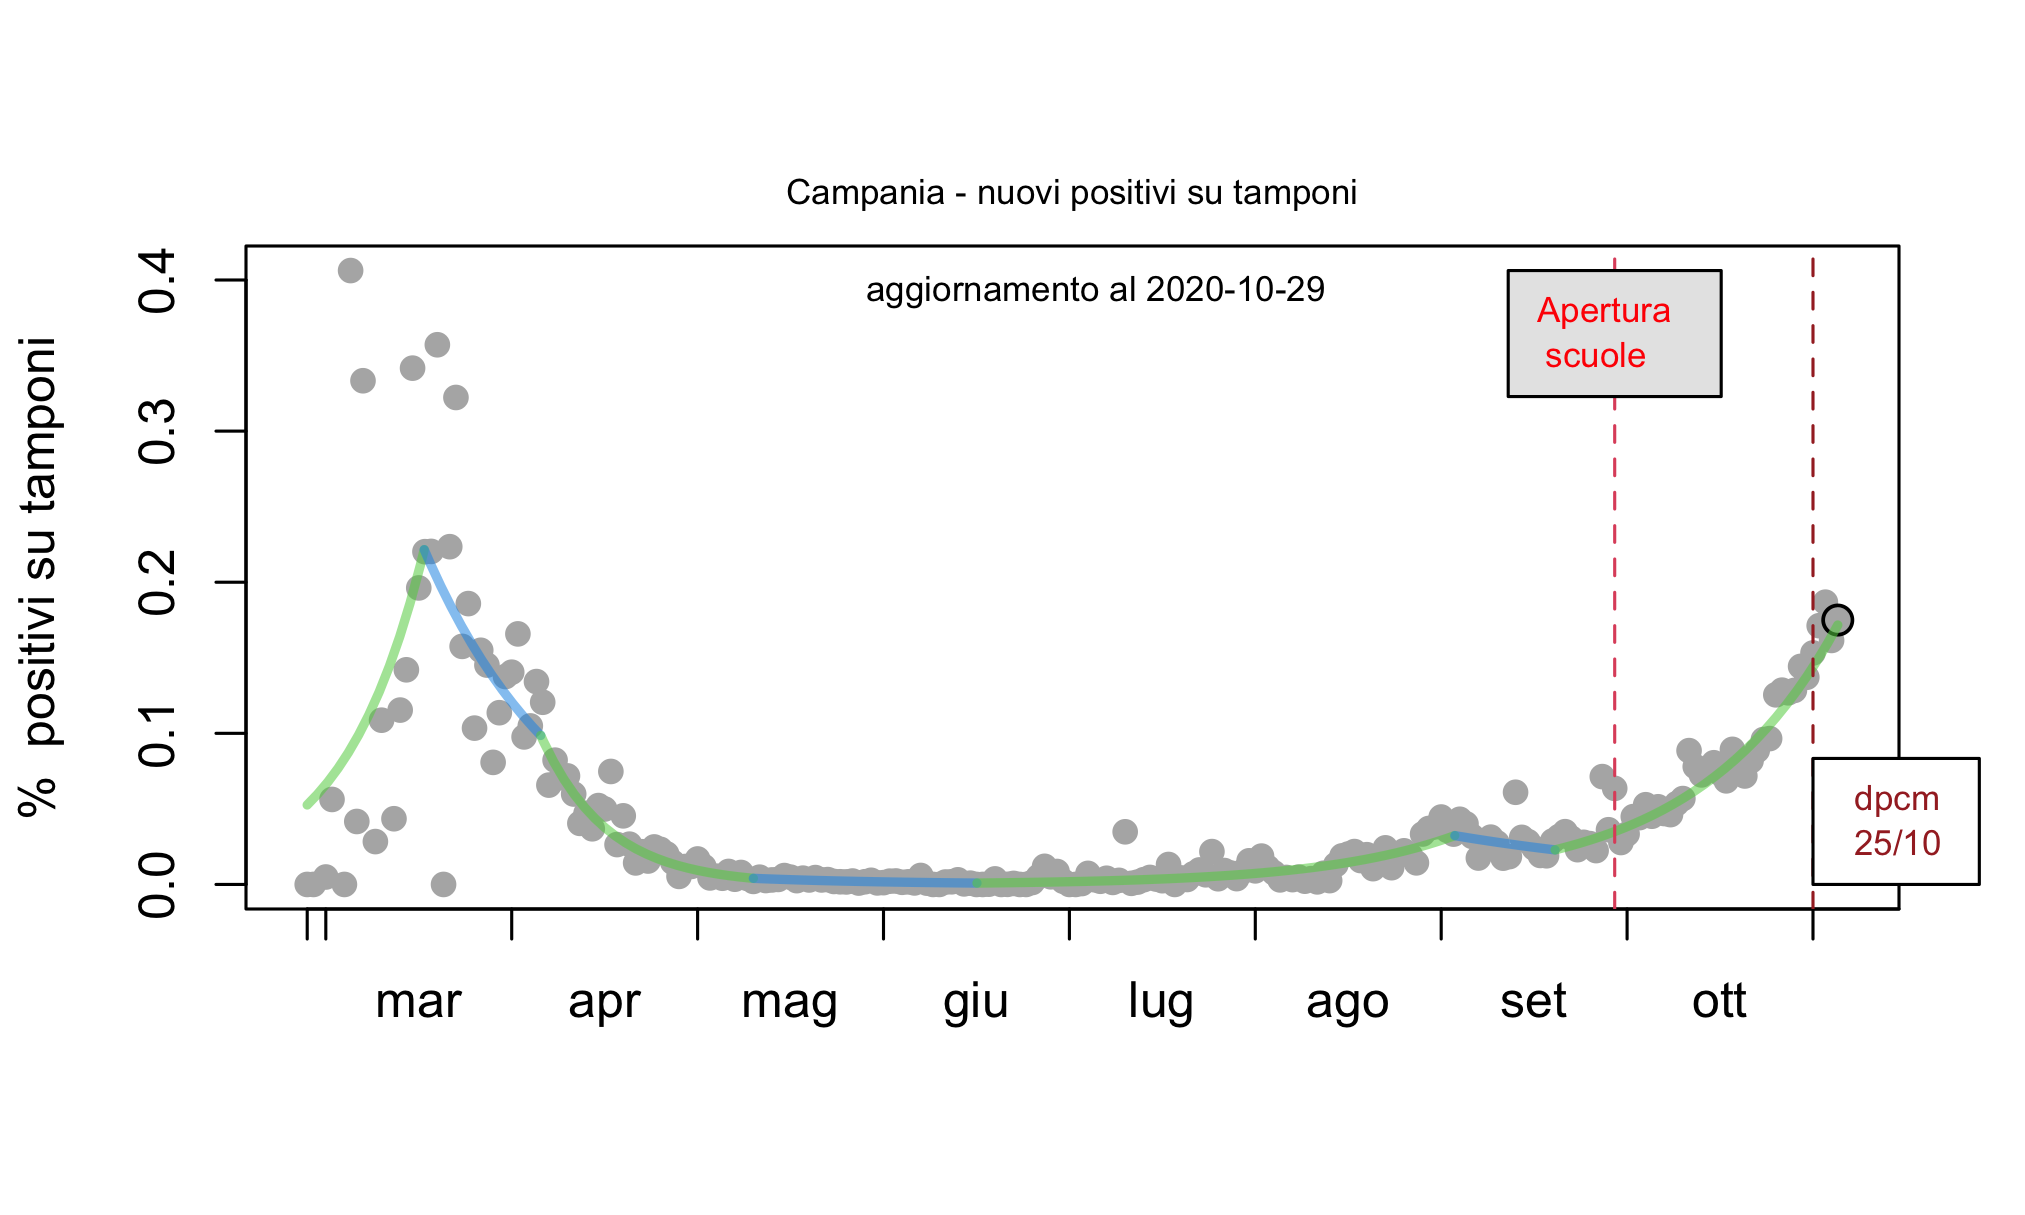 Campania - nuovi positivi su tamponi
aggiornamento al 2020-10-29
% positivi su tamponi
0.4
0.3
0.2
0.1
0.0
Apertura
scuole
dpcm
25/10
mar apr mag giu lug ago set ott